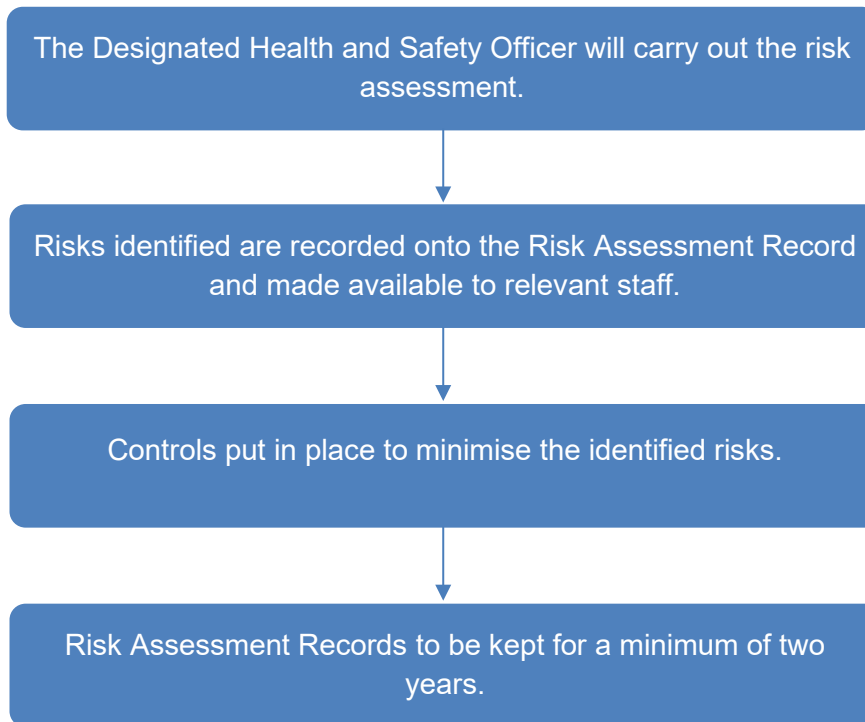 The Designated Health and Safety Officer will carry out the risk
assessment.
Risks identified are recorded onto the Risk Assessment Record
and made available to relevant staff.
Controls put in place to minimise the identified risks.
Risk Assessment Records to be kept for a minimum of two
years.